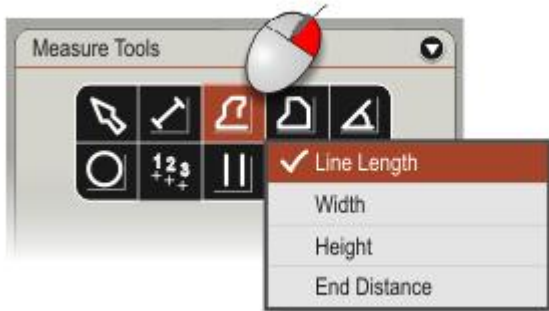 Measure Tools
1 2 3
Line Length
Width
Height
End Distance